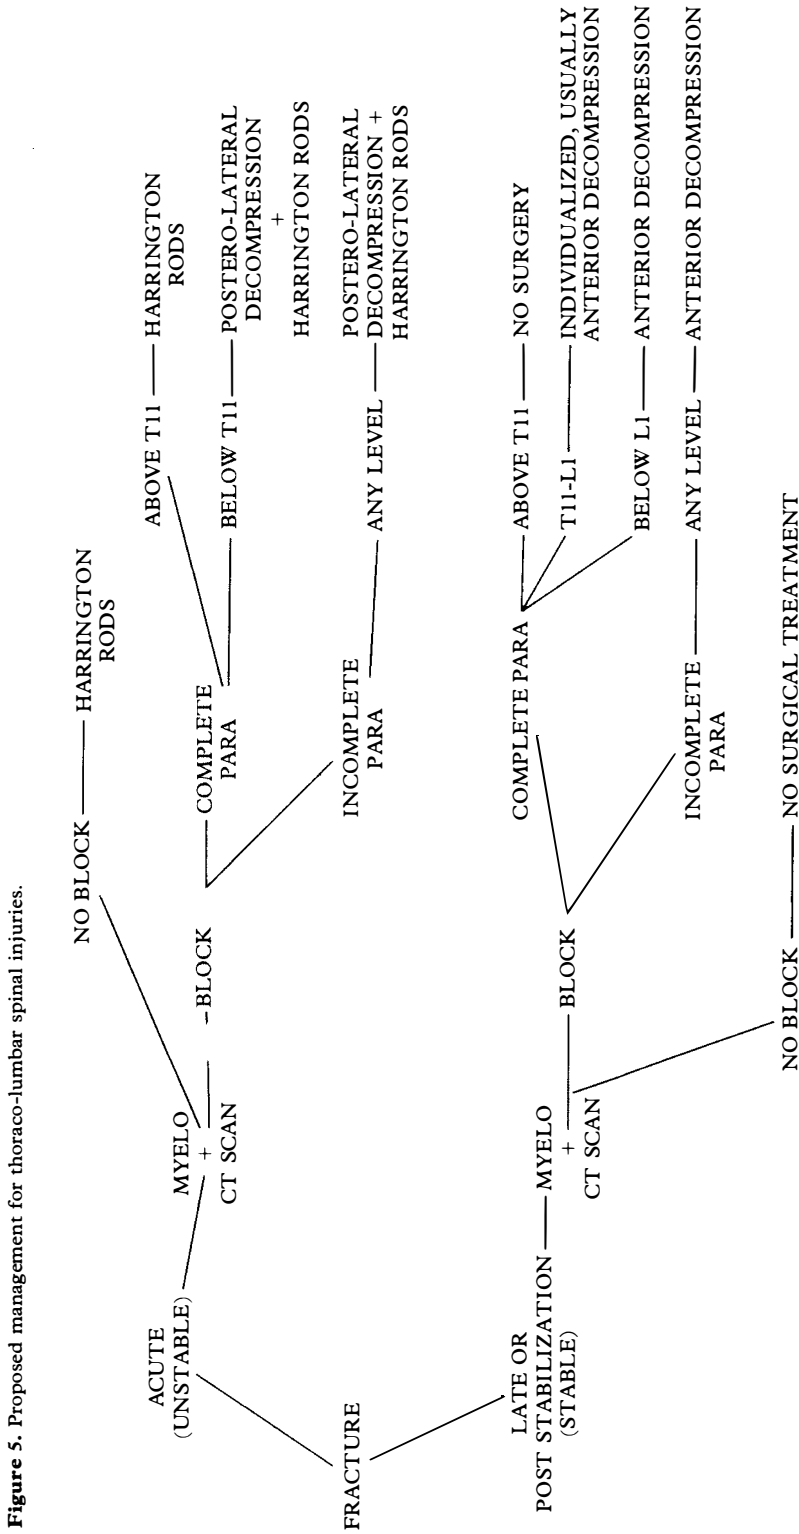 Figure 5. Proposed management for thoraco-lumbar spinal injuries.
FRACTURE
ACUTE
(UNSTABLE)
MYELO
+
CT SCAN
NO BLOCK
HARRINGTON
RODS
BLOCK
COMPLETE
PARA
ABOVE T11
HARRINGTON
RODS
BELOW T11
POSTERO-LATERAL
DECOMPRESSION
+
HARRINGTON RODS
INCOMPLETE
PARA
ANY LEVEL
POSTERO-LATERAL
DECOMPRESSION +
HARRINGTON RODS
LATE OR
POST STABILIZATION
(STABLE)
MYELO
+
CT SCAN
BLOCK
COMPLETE PARA
ABOVE T11
NO SURGERY
T11-L1
INDIVIDUALIZED, USUALLY
ANTERIOR DECOMPRESSION
BELOW L1
ANTERIOR DECOMPRESSION
INCOMPLETE
PARA
ANY LEVEL
ANTERIOR DECOMPRESSION
NO BLOCK
NO SURGICAL TREATMENT